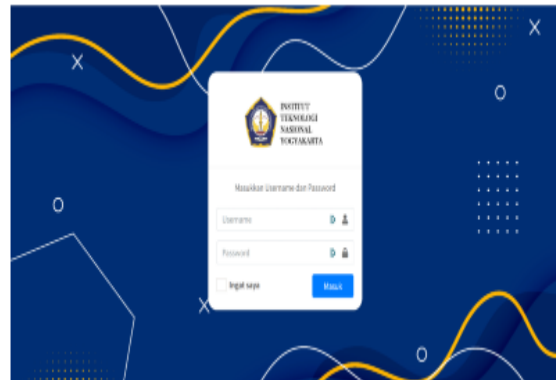 INSTITUT
TEKNOLOGI
NASIONAL
YOGYAKARTA
Masukkan Username dan Password
Username
Password
Ingat saya
Masuk